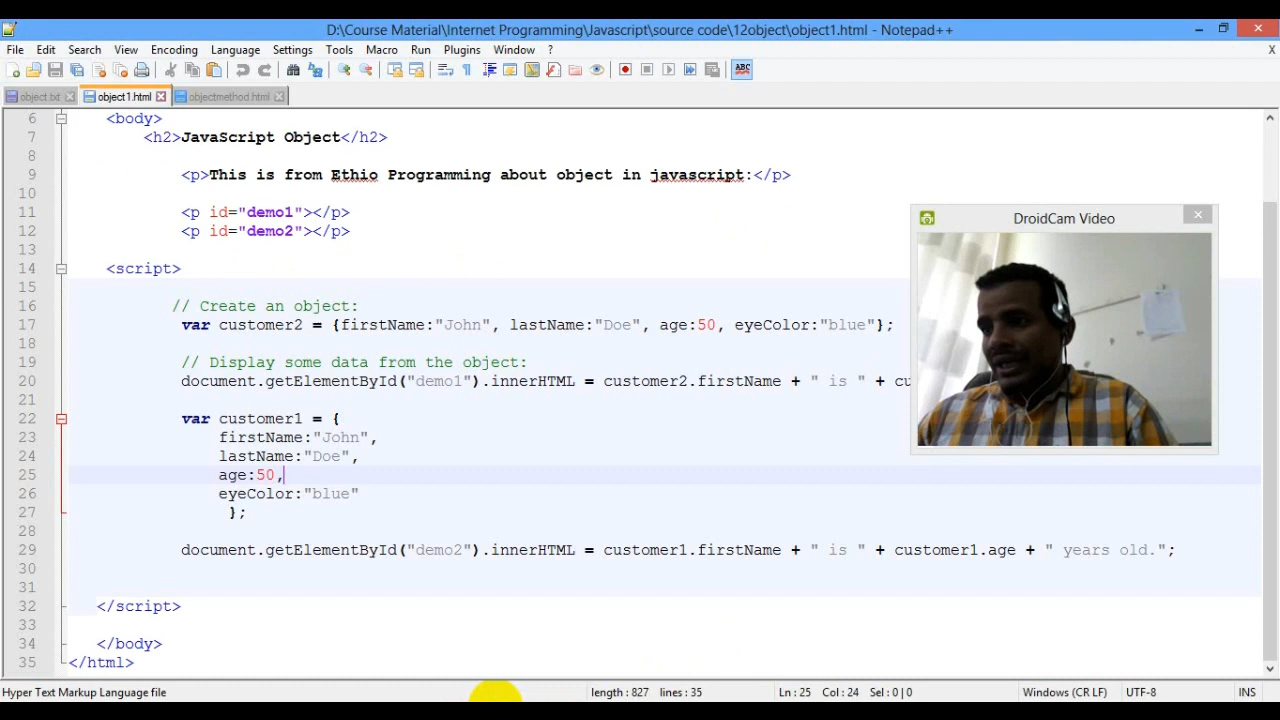 D:\Course Material\Internet Programming\Javascript\source code\12object\object1.html - Notepad++
File Edit Search View Encoding Language Settings Tools Macro Run Plugins Window ? X
object.txt object1.html objectmethod.html
6 <body>
7 <h2>JavaScript Object</h2>
8
9 <p>This is from Ethio Programming about object in javascript:</p>
10
11 <p id="demo1"></p>
12 <p id="demo2"></p>
13
14 <script>
15
16 // Create an object:
17 var customer2 = {firstName:"John", lastName:"Doe", age:50, eyeColor:"blue"};
18
19 // Display some data from the object:
20 document.getElementById("demo1").innerHTML = customer2.firstName + " is " + cu
21
22 var customer1 = {
23 firstName:"John",
24 lastName:"Doe",
25 age:50,
26 eyeColor:"blue"
27 };
28
29 document.getElementById("demo2").innerHTML = customer1.firstName + " is " + customer1.age + " years old.";
30
31
32 </script>
33
34 </body>
35 </html>
DroidCam Video
Hyper Text Markup Language file length : 827 lines : 35 Ln : 25 Col : 24 Sel : 0 | 0 Windows (CR LF) UTF-8 INS